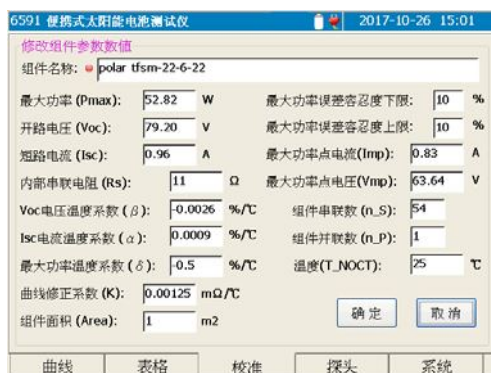 6591 便携式太阳能电池测试仪 2017-10-26 15:01
修改组件参数数值
组件名称: polar tfsm-22-6-22
最大功率 (Pmax): 52.82 W 最大功率误差容忍度下限: 10 %
开路电压 (Voc): 79.20 V 最大功率误差容忍度上限: 10 %
短路电流 (Isc): 0.96 A 最大功率点电流(Imp): 0.83 A
内部串联电阻 (Rs): 11 Ω 最大功率点电压(Vmp): 63.64 V
Voc电压温度系数 ( β ): -0.0026 %/℃ 组件串联数 (n_S): 54
Isc电流温度系数 ( α ): 0.0009 %/℃ 组件并联数 (n_P): 1
最大功率温度系数 ( δ ): -0.5 %/℃ 温度(T_NOCT): 25 ℃
曲线修正系数 (K): 0.00125 mΩ/℃
组件面积 (Area): 1 m2
确定 取消
曲线 表格 校准 探头 系统